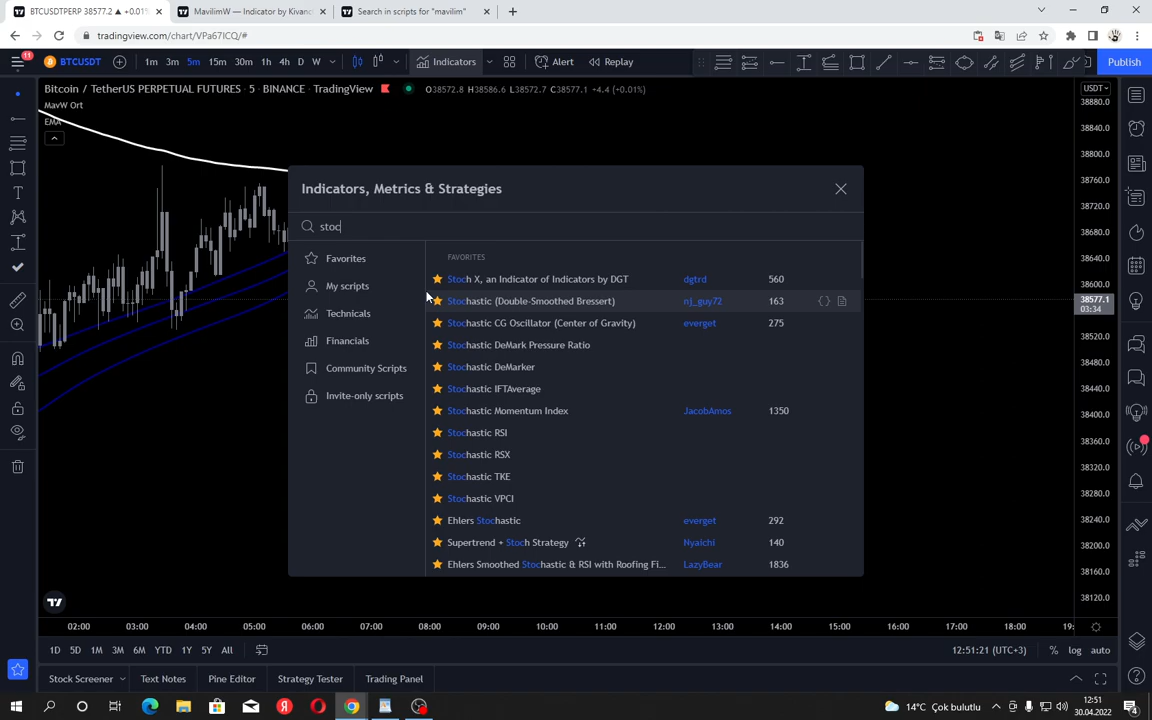 BTCUSDTPERP 38577.2 ▲ +0.01%
MavilimW — Indicator by Kivanc
Search in scripts for "mavilim"
tradingview.com/chart/VPa67ICQ/#
11
BTCUSDT
1m 3m 5m 15m 30m 1h 4h D W
Indicators
Alert
Replay
Publish
Bitcoin / TetherUS PERPETUAL FUTURES · 5 · BINANCE · TradingView
O38572.8 H38586.6 L38572.7 C38577.1 +4.4 (+0.01%)
USDT
MavW Ort
EMA
Indicators, Metrics & Strategies
stoc
Favorites
My scripts
Technicals
Financials
Community Scripts
Invite-only scripts
FAVORITES
Stoch X, an Indicator of Indicators by DGT dgtrd 560
Stochastic (Double-Smoothed Bressert) nj_guy72 163
Stochastic CG Oscillator (Center of Gravity) everget 275
Stochastic DeMark Pressure Ratio
Stochastic DeMarker
Stochastic IFTAverage
Stochastic Momentum Index JacobAmos 1350
Stochastic RSI
Stochastic RSX
Stochastic TKE
Stochastic VPCI
Ehlers Stochastic everget 292
Supertrend + Stoch Strategy Nyaichi 140
Ehlers Smoothed Stochastic & RSI with Roofing Fi... LazyBear 1836
38880.0
38840.0
38800.0
38760.0
38720.0
38680.0
38640.0
38600.0
38577.1
03:34
38520.0
38480.0
38440.0
38400.0
38360.0
38320.0
38280.0
38240.0
38200.0
38160.0
38120.0
02:00 03:00 04:00 05:00 06:00 07:00 08:00 09:00 10:00 11:00 12:00 13:00 14:00 15:00 16:00 17:00 18:00 19:
1D 5D 1M 3M 6M YTD 1Y 5Y All
12:51:21 (UTC+3)
% log auto
Stock Screener
Text Notes
Pine Editor
Strategy Tester
Trading Panel
14°C Çok bulutlu
12:51
30.04.2022
4